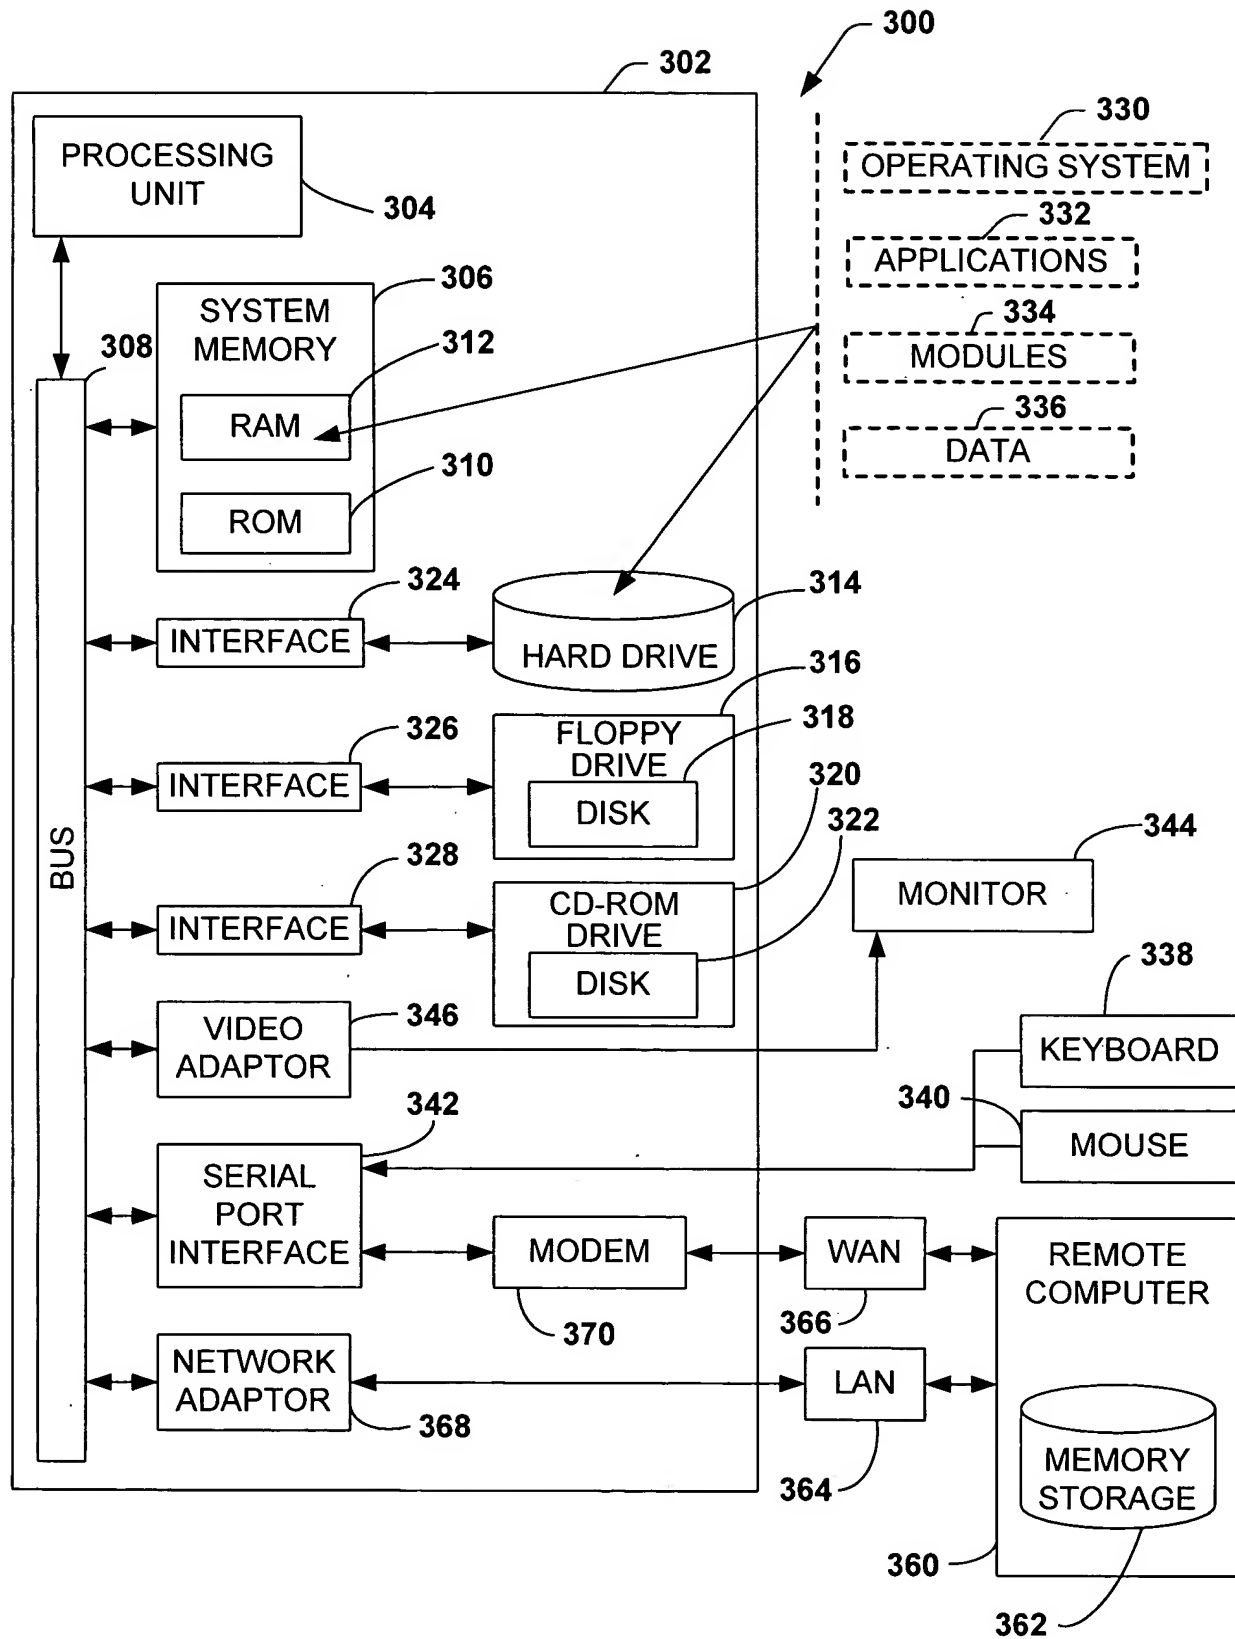 300
302
330
PROCESSING
UNIT
OPERATING SYSTEM
304
332
306
APPLICATIONS
SYSTEM
MEMORY
308
312
334
MODULES
RAM
336
310
DATA
ROM
324
314
INTERFACE
HARD DRIVE
316
326
318
FLOPPY
DRIVE
INTERFACE
320
DISK
344
322
BUS
328
MONITOR
CD-ROM
DRIVE
INTERFACE
338
DISK
346
VIDEO
ADAPTOR
KEYBOARD
342
340
MOUSE
SERIAL
PORT
INTERFACE
MODEM
WAN
REMOTE
COMPUTER
370
366
NETWORK
ADAPTOR
LAN
368
MEMORY
STORAGE
364
360
362